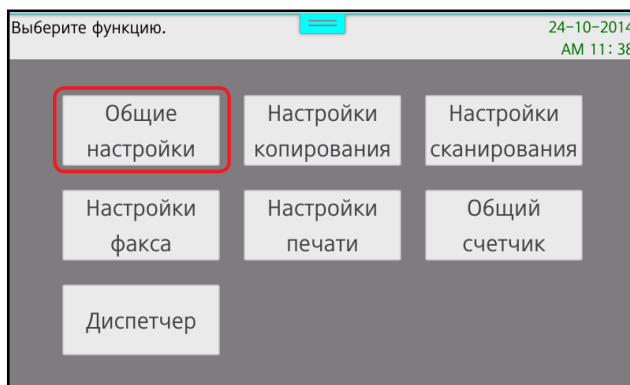 Выберите функцию.
24-10-2014
AM 11: 38
Общие
настройки
Настройки
копирования
Настройки
сканирования
Настройки
факса
Настройки
печати
Общий
счетчик
Диспетчер